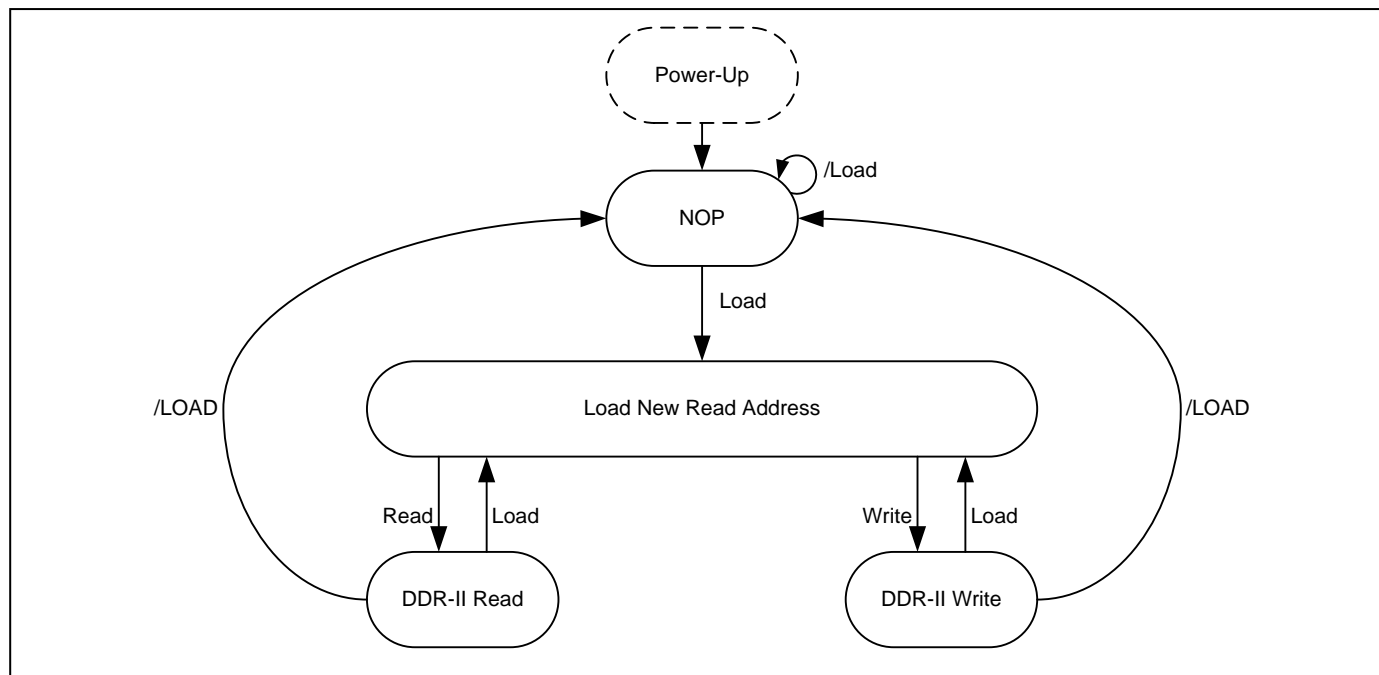 Power-Up
/Load
NOP
Load
Load New Read Address
/LOAD
/LOAD
Read
Load
Write
Load
DDR-II Read
DDR-II Write